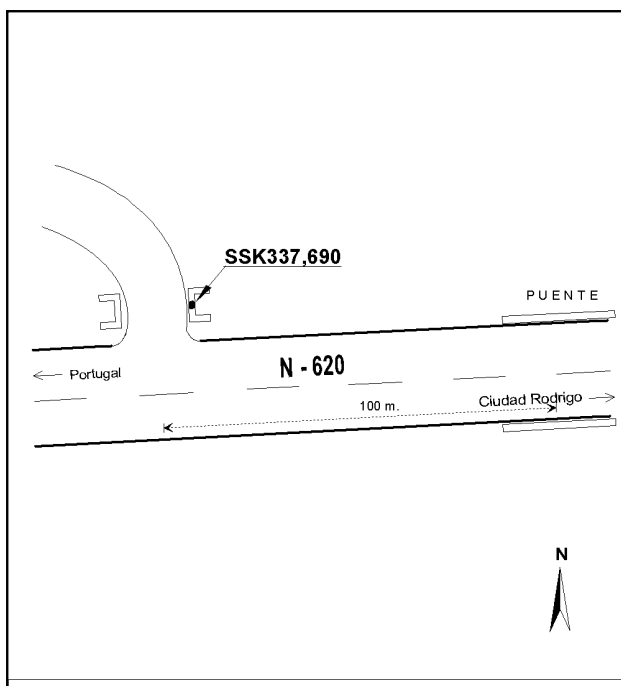 SSK337,690
PUENTE
N - 620
Portugal
100 m.
Ciudad Rodrigo
N